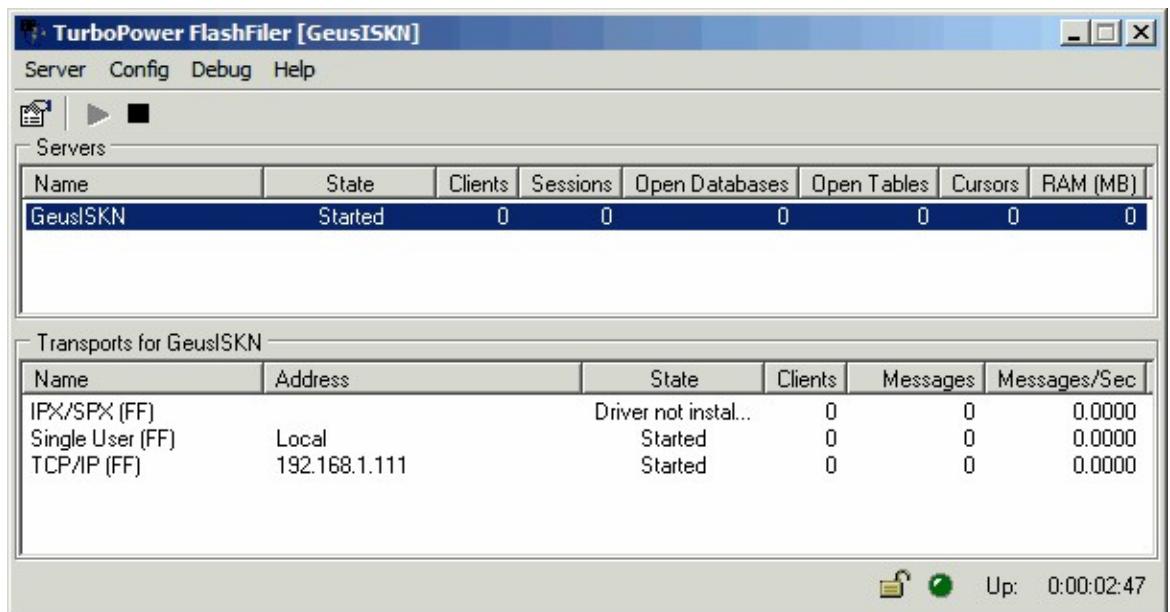 TurboPower FlashFiler [GeusISKN]
Server Config Debug Help
Servers
Name State Clients Sessions Open Databases Open Tables Cursors RAM (MB)
GeusISKN Started 0 0 0 0 0 0
Transports for GeusISKN
Name Address State Clients Messages Messages/Sec
IPX/SPX (FF) Driver not instal... 0 0 0.0000
Single User (FF) Local Started 0 0 0.0000
TCP/IP (FF) 192.168.1.111 Started 0 0 0.0000
Up: 0:00:02:47